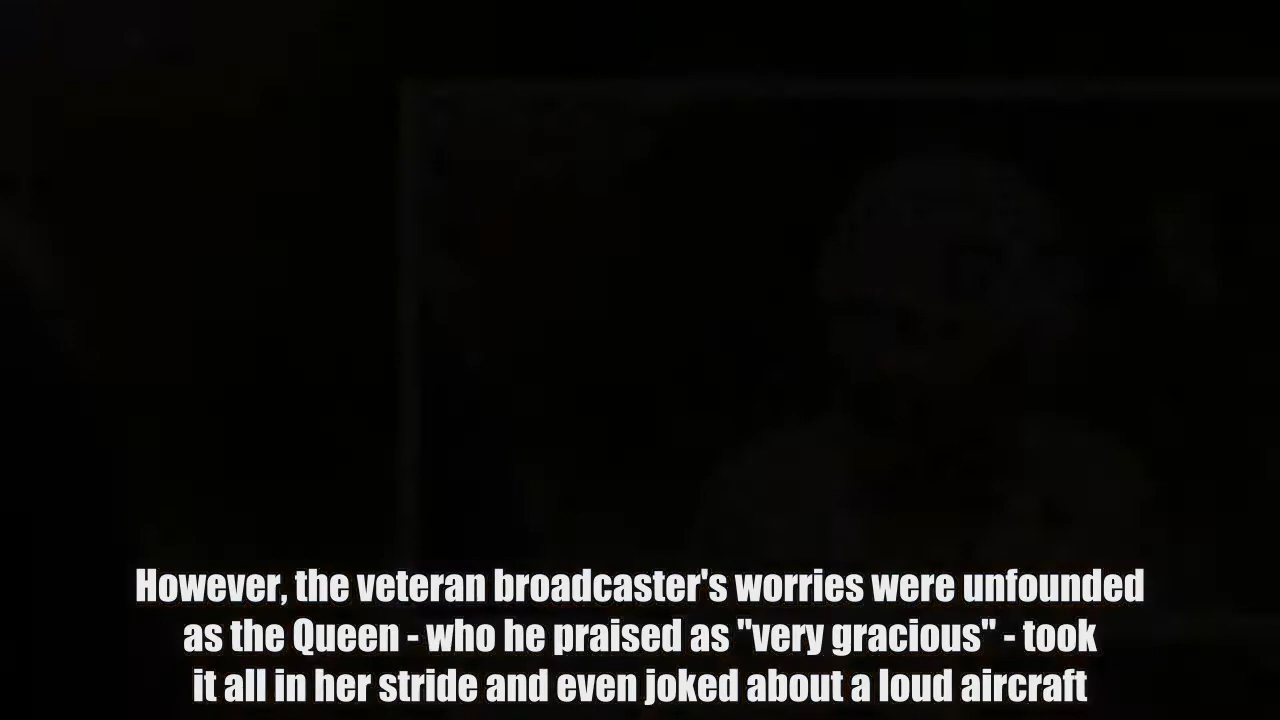 However, the veteran broadcaster's worries were unfounded
as the Queen - who he praised as "very gracious" - took
it all in her stride and even joked about a loud aircraft